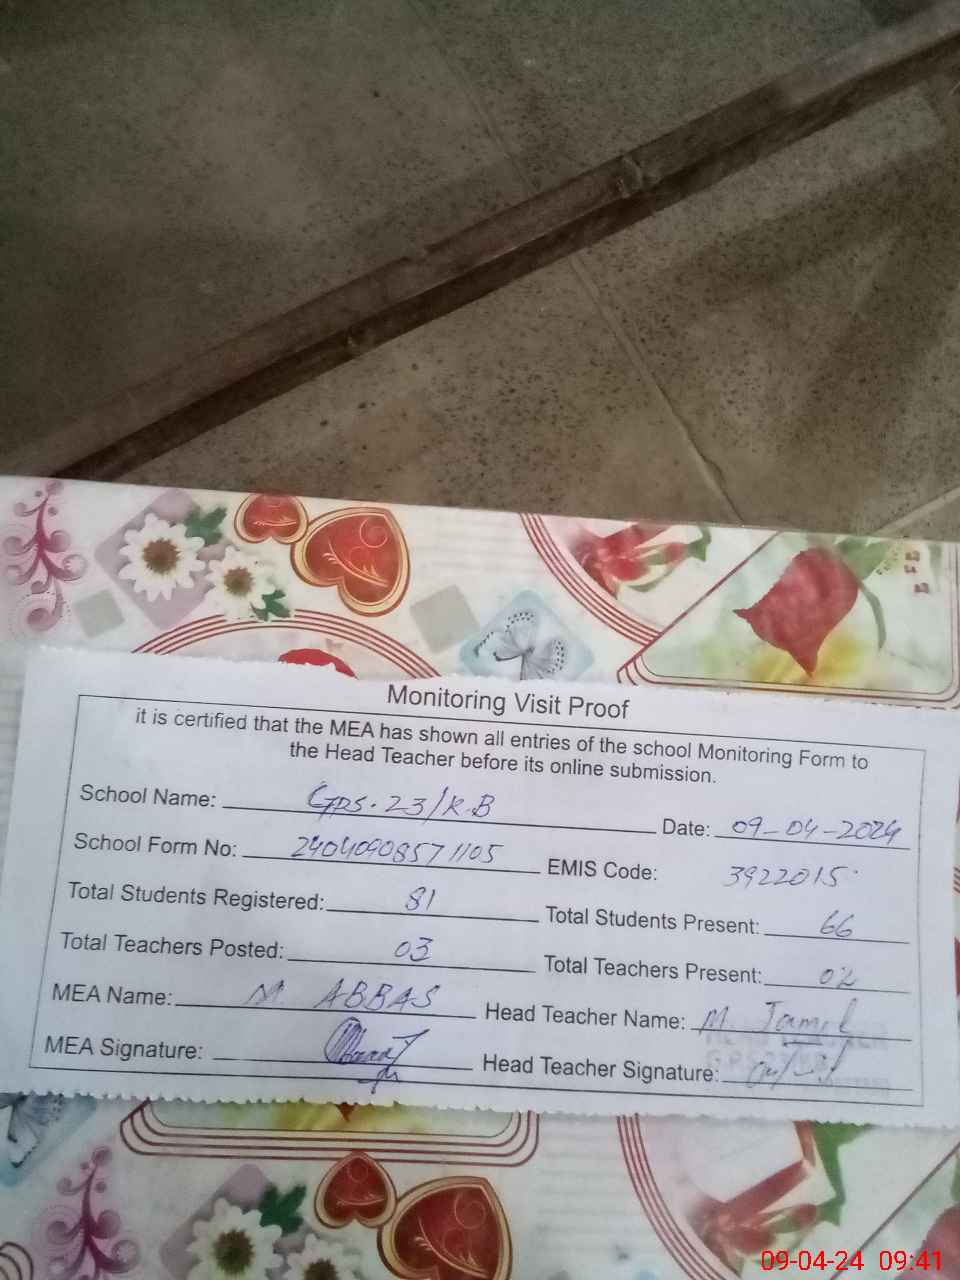 Monitoring Visit Proof
it is certified that the MEA has shown all entries of the school Monitoring Form to
the Head Teacher before its online submission.
School Name: GPS. 23/R.B Date: 09-04-2024
School Form No: 24040908571105 EMIS Code: 3922015
Total Students Registered: 81 Total Students Present: 66
Total Teachers Posted: 03 Total Teachers Present: 02
MEA Name: M. ABBAS Head Teacher Name: M. Jamil
MEA Signature: Head Teacher Signature:
HEAD TEACHER
09-04-24 09:41